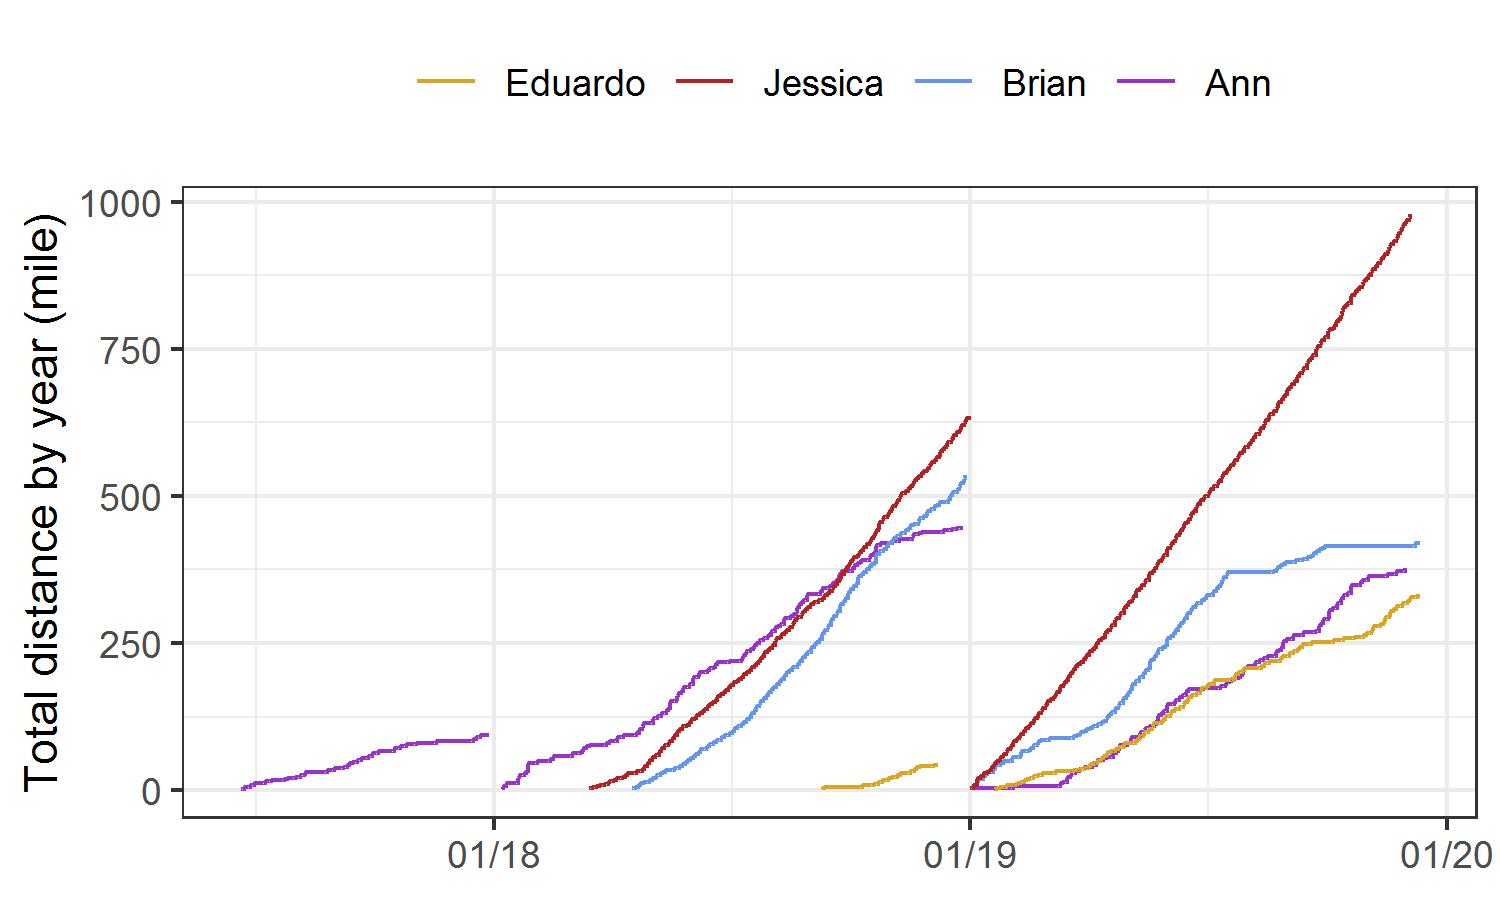 Eduardo Jessica Brian Ann
Total distance by year (mile)
1000
750
500
250
0
01/18 01/19 01/20